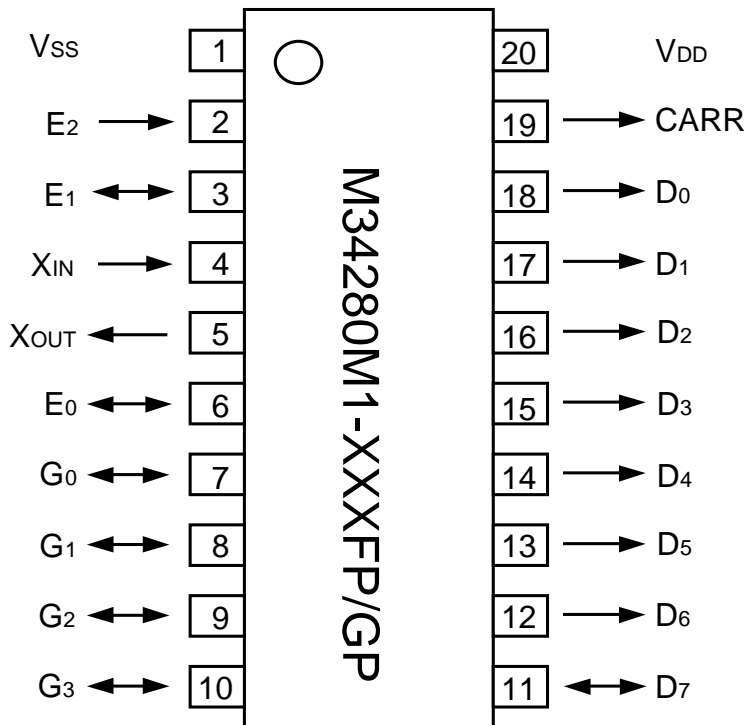 VSS 1 20 VDD
E2 2 19 CARR
E1 3 18 D0
XIN 4 17 D1
XOUT 5 16 D2
E0 6 15 D3
G0 7 14 D4
G1 8 13 D5
G2 9 12 D6
G3 10 11 D7
M34280M1-XXXFP/GP